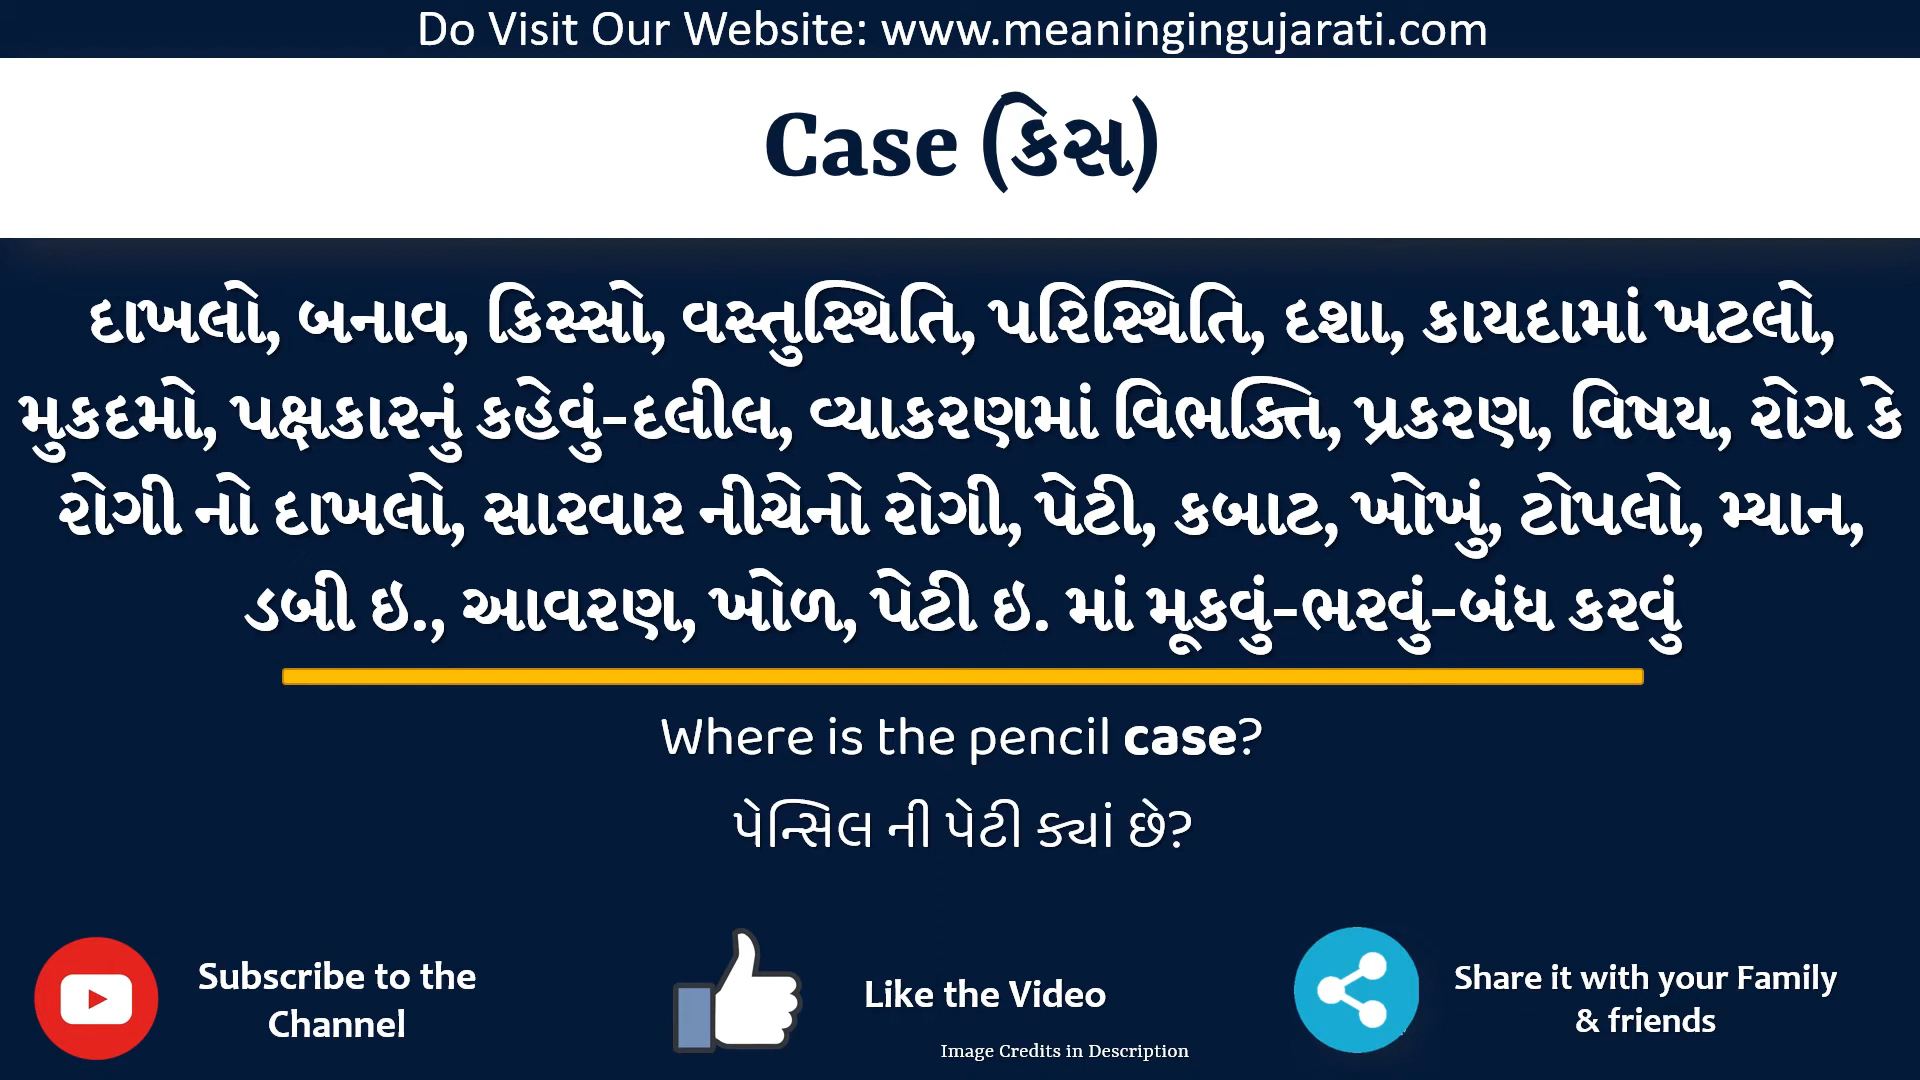 Do Visit Our Website: www.meaningingujarati.com
Case (કેસ)
દાખલો, બનાવ, કિસ્સો, વસ્તુસ્થિતિ, પરિસ્થિતિ, દશા, કાયદામાં ખટલો,
મુકદમો, પક્ષકારનું કહેવું-દલીલ, વ્યાકરણમાં વિભક્તિ, પ્રકરણ, વિષય, રોગ કે
રોગી નો દાખલો, સારવાર નીચેનો રોગી, પેટી, કબાટ, ખોખું, ટોપલો, મ્યાન,
ડબી ઇ., આવરણ, ખોળ, પેટી ઇ. માં મૂકવું-ભરવું-બંધ કરવું
Where is the pencil case?
પેન્સિલ ની પેટી ક્યાં છે?
Subscribe to the
Channel
Like the Video
Share it with your Family
& friends
Image Credits in Description